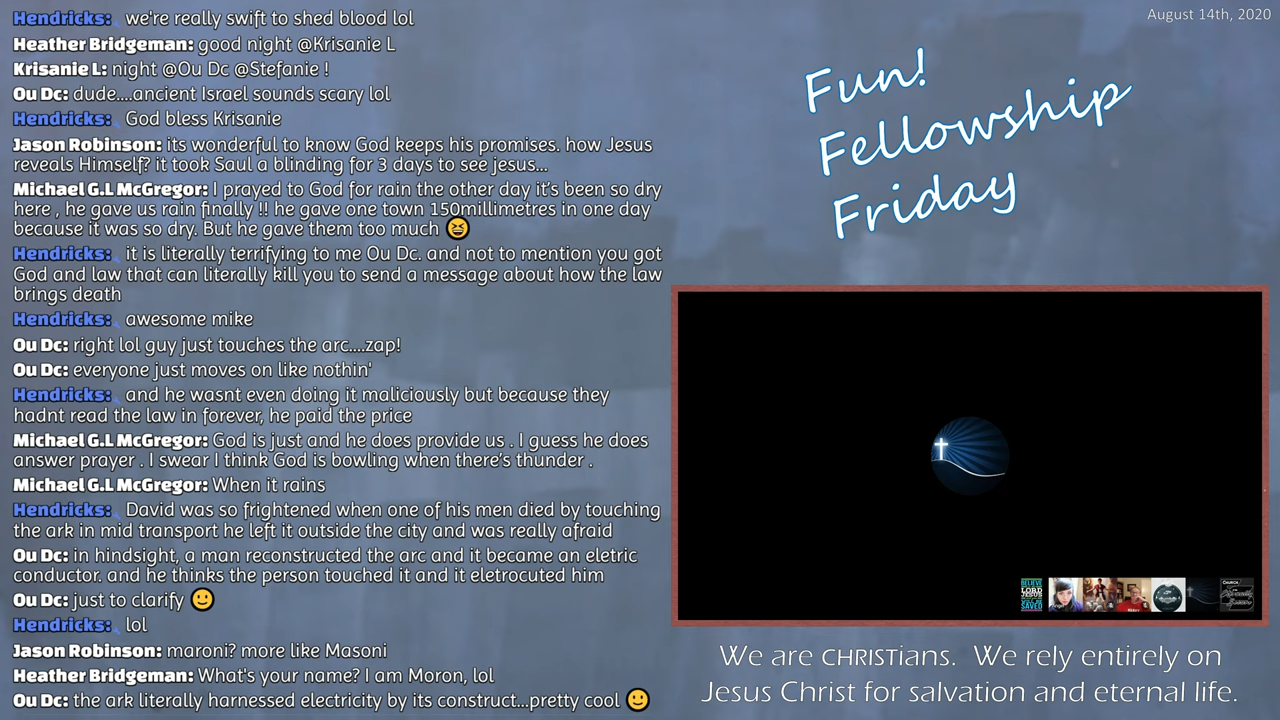 Hendricks: we're really swift to shed blood lol
Heather Bridgeman: good night @Krisanie L
Krisanie L: night @Ou Dc @Stefanie !
Ou Dc: dude....ancient Israel sounds scary lol
Hendricks: God bless Krisanie
Jason Robinson: its wonderful to know God keeps his promises. how Jesus
reveals Himself? it took Saul a blinding for 3 days to see jesus...
Michael G.L McGregor: I prayed to God for rain the other day it's been so dry
here , he gave us rain finally !! he gave one town 150millimetres in one day
because it was so dry. But he gave them too much 😆
Hendricks: it is literally terrifying to me Ou Dc. and not to mention you got
God and law that can literally kill you to send a message about how the law
brings death
Hendricks: awesome mike
Ou Dc: right lol guy just touches the arc....zap!
Ou Dc: everyone just moves on like nothin'
Hendricks: and he wasnt even doing it maliciously but because they
hadnt read the law in forever, he paid the price
Michael G.L McGregor: God is just and he does provide us . I guess he does
answer prayer . I swear I think God is bowling when there's thunder .
Michael G.L McGregor: When it rains
Hendricks: David was so frightened when one of his men died by touching
the ark in mid transport he left it outside the city and was really afraid
Ou Dc: in hindsight, a man reconstructed the arc and it became an eletric
conductor. and he thinks the person touched it and it eletrocuted him
Ou Dc: just to clarify 🙂
Hendricks: lol
Jason Robinson: maroni? more like Masoni
Heather Bridgeman: What's your name? I am Moron, lol
Ou Dc: the ark literally harnessed electricity by its construct...pretty cool 🙂
August 14th, 2020
Fun!
Fellowship
Friday
BELIEVE
LORD
JESUS
SAVED
CHURCH
We are CHRISTians. We rely entirely on
Jesus Christ for salvation and eternal life.